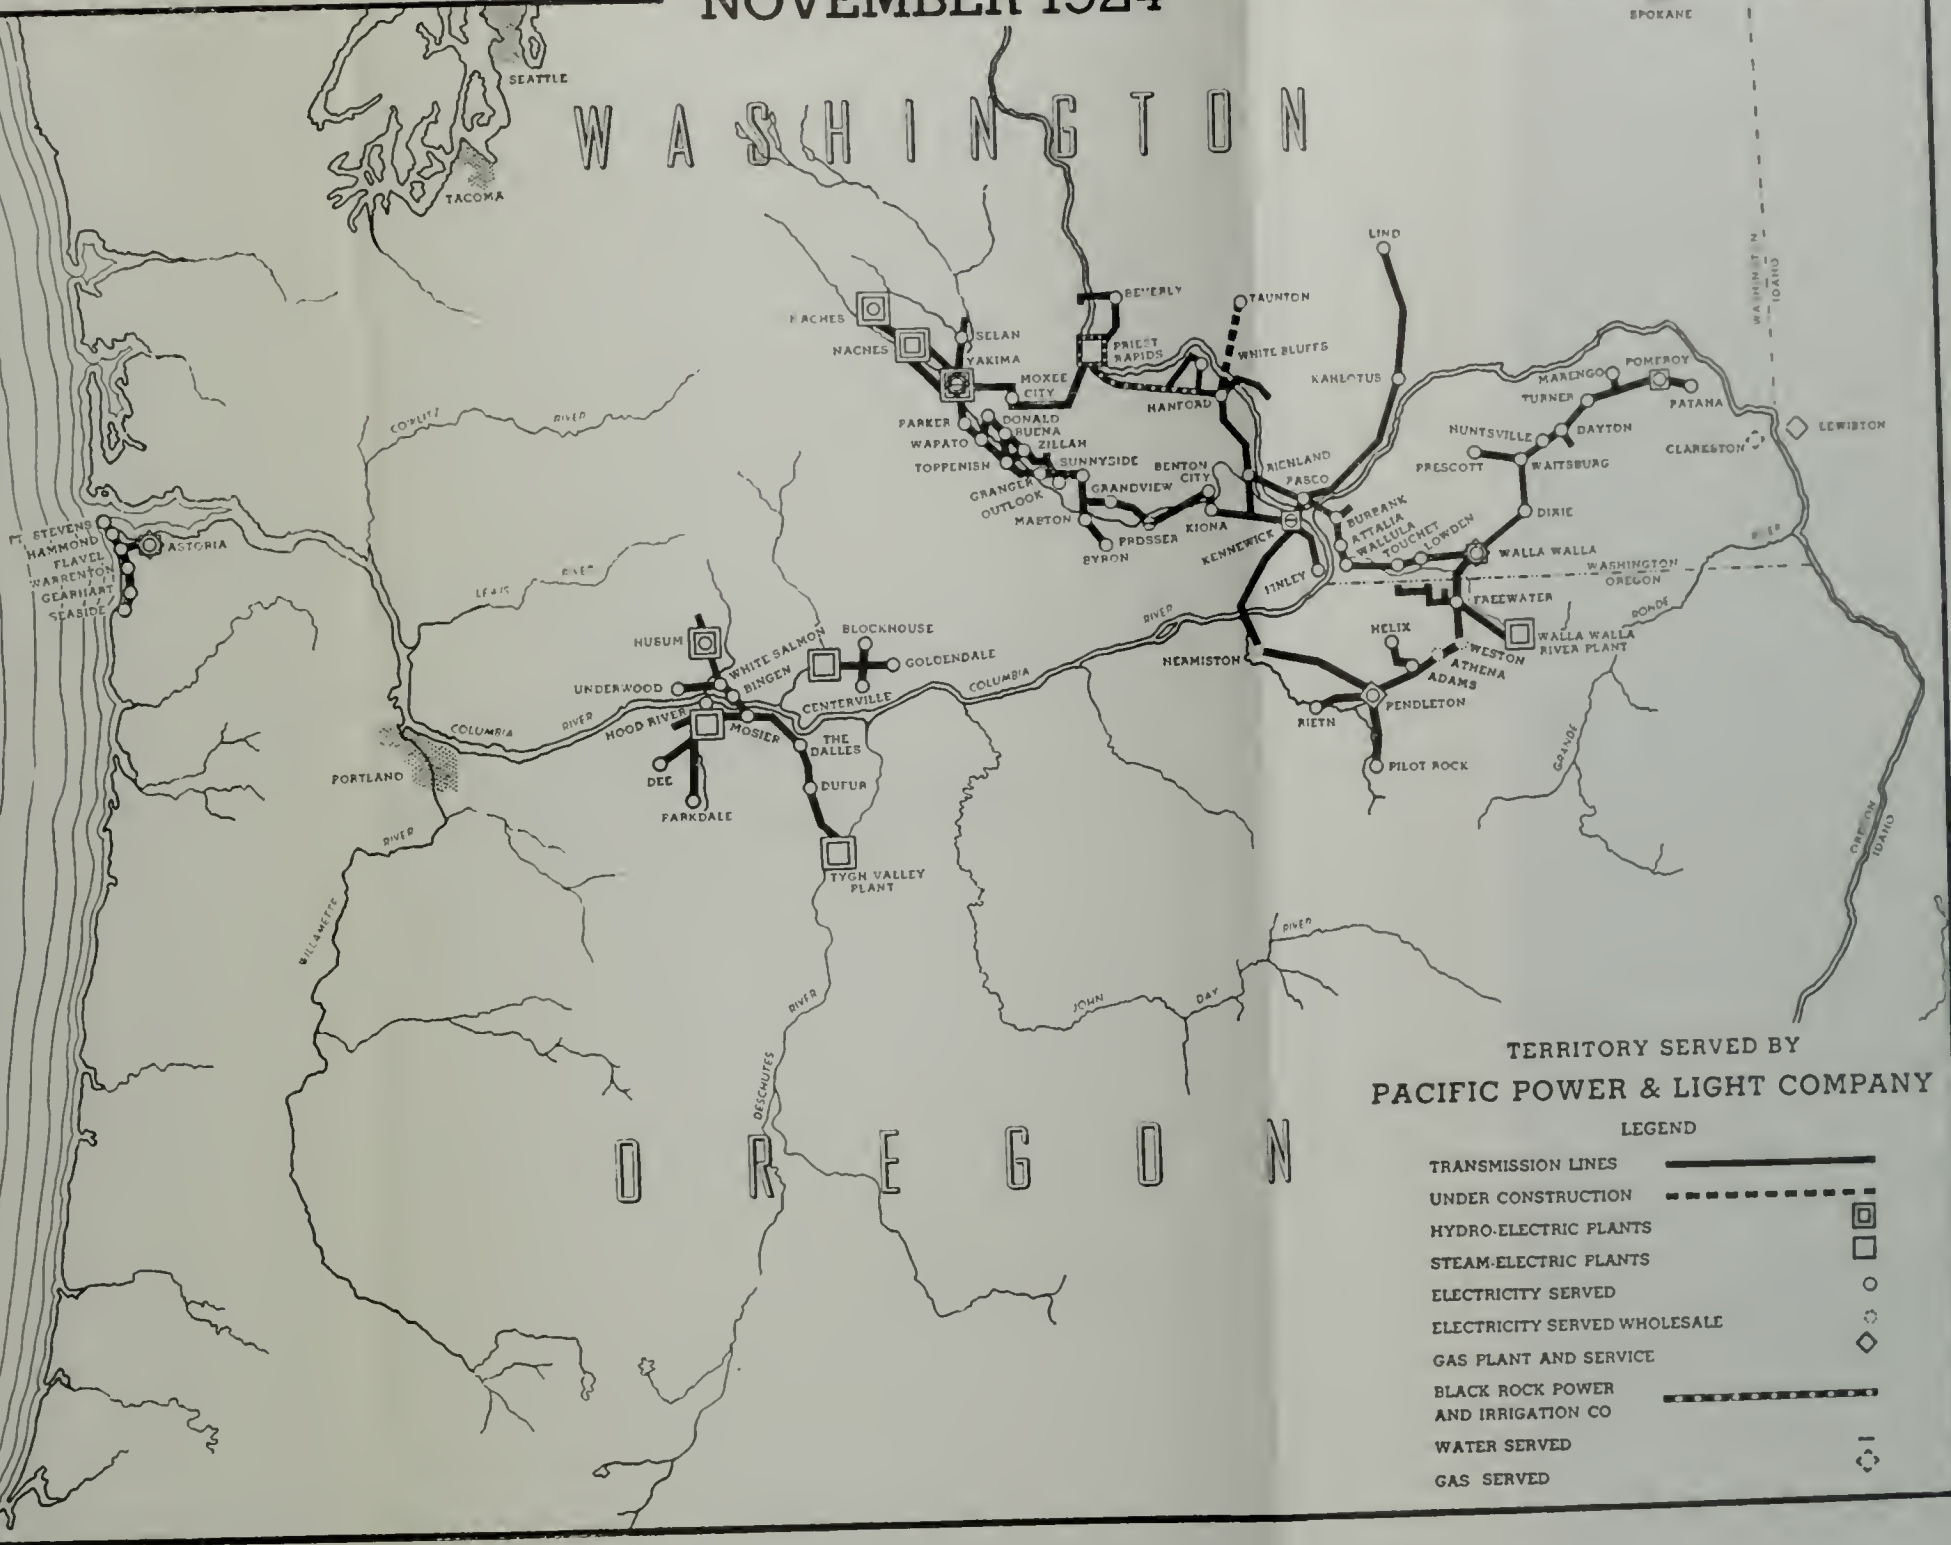 NOVEMBER 1924
SPOKANE
SEATTLE
WASHINGTON
TACOMA
WASHINGTON
IDAHO
LIND
BEVERLY
TAUNTON
NACHES
SELAN
NACHES
YAKIMA
PRIEST
RAPIDS
WHITE BLUFFS
MOXEE
CITY
KAHLOTUS
HANFORD
POMEROY
MARENGO
TURNER
PATAHA
COWLITZ
RIVER
PARKER
DONALD
BUENA
WAPATO
ZILLAH
TOPPENISH
SUNNYSIDE
BENTON
CITY
RICHLAND
PASCO
HUNTSVILLE
DAYTON
PRESCOTT
WAITSBURG
CLARKSTON
LEWISTON
GRANGER
OUTLOOK
GRANDVIEW
MABTON
PROSSER
KIONA
BYRON
KENNEWICK
FINLEY
BURBANK
ATTALIA
WALLULA
TOUCHET
LOWDEN
DIXIE
WALLA WALLA
WASHINGTON
OREGON
RIVER
FT. STEVENS
HAMMOND
FLAVEL
WARRENTON
GEARHART
SEASIDE
ASTORIA
LEWIS
RIVER
FREEWATER
RONDE
HUSUM
WHITE SALMON
BINGEN
BLOCKHOUSE
GOLDENDALE
UNDERWOOD
CENTERVILLE
COLUMBIA
RIVER
HERMISTON
HELIX
WESTON
ATHENA
ADAMS
WALLA WALLA
RIVER PLANT
RIETH
PENDLETON
PILOT ROCK
GRANDE
COLUMBIA
RIVER
HOOD RIVER
MOSIER
THE
DALLES
DUFUR
DEE
PARKDALE
PORTLAND
TYGH VALLEY
PLANT
RIVER
WILLAMETTE
OREGON
IDAHO
RIVER
JOHN
DAY
RIVER
DESCHUTES
OREGON
TERRITORY SERVED BY
PACIFIC POWER & LIGHT COMPANY
LEGEND
TRANSMISSION LINES
UNDER CONSTRUCTION
HYDRO-ELECTRIC PLANTS
STEAM-ELECTRIC PLANTS
ELECTRICITY SERVED
ELECTRICITY SERVED WHOLESALE
GAS PLANT AND SERVICE
BLACK ROCK POWER
AND IRRIGATION CO
WATER SERVED
GAS SERVED